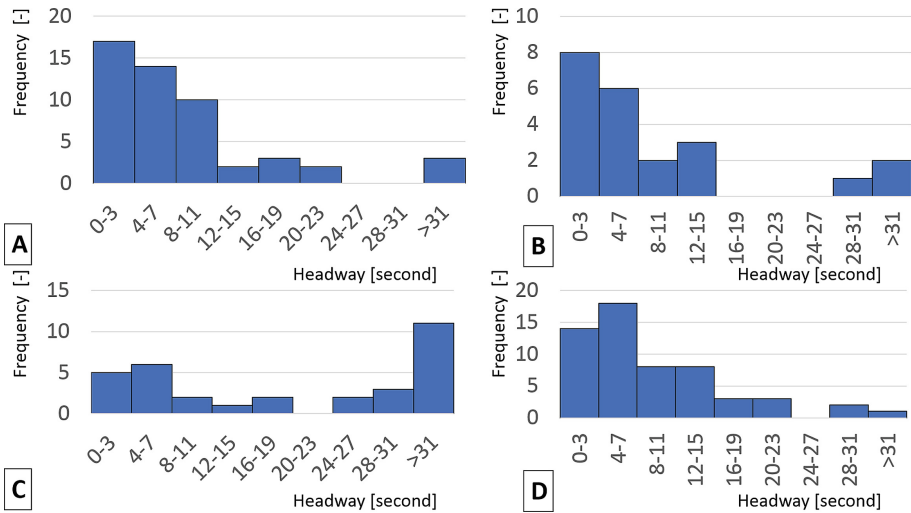 Frequency [-]
20
15
10
5
0
0-3 4-7 8-11 12-15 16-19 20-23 24-27 28-31 >31
A
Headway [second]
Frequency [-]
10
8
6
4
2
0
0-3 4-7 8-11 12-15 16-19 20-23 24-27 28-31 >31
B
Headway [second]
Frequency [-]
15
10
5
0
0-3 4-7 8-11 12-15 16-19 20-23 24-27 28-31 >31
C
Headway [second]
Frequency [-]
20
15
10
5
0
0-3 4-7 8-11 12-15 16-19 20-23 24-27 28-31 >31
D
Headway [second]